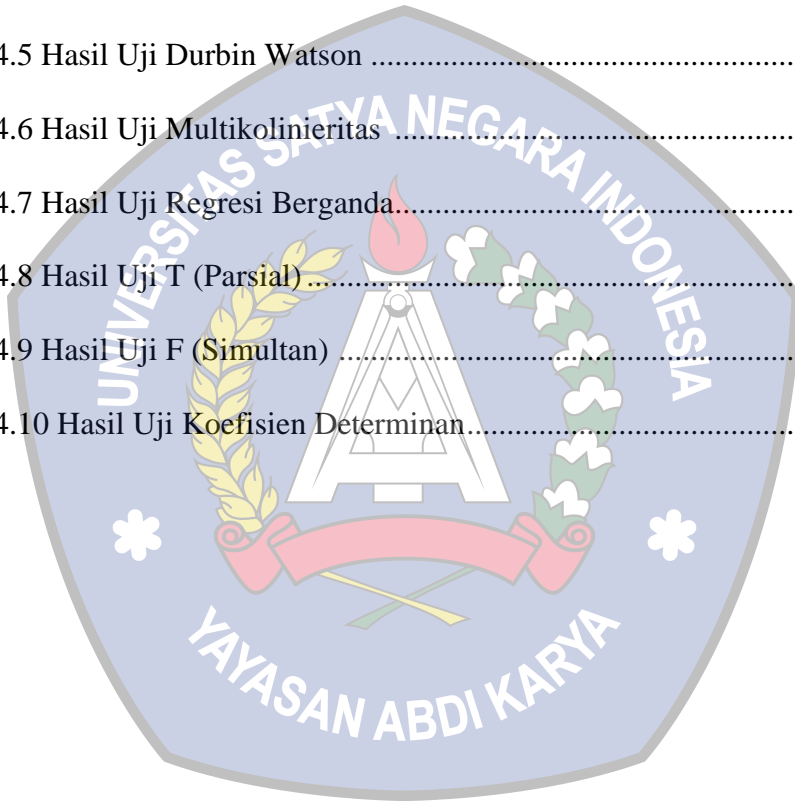 4.5 Hasil Uji Durbin Watson .....................................................
4.6 Hasil Uji Multikolinieritas ..................................................
4.7 Hasil Uji Regresi Berganda..................................................
4.8 Hasil Uji T (Parsial) .............................................................
4.9 Hasil Uji F (Simultan) .........................................................
4.10 Hasil Uji Koefisien Determinan.........................................
UNIVERSITAS SATYA NEGARA INDONESIA
YAYASAN ABDI KARYA